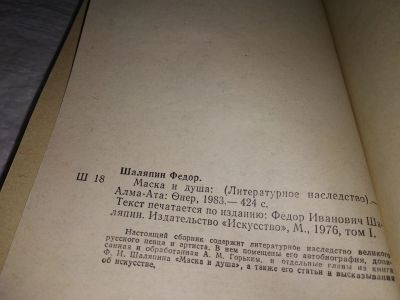 Шаляпин Федор.
Ш 18 Маска и душа: (Литературное наследство).—
Алма-Ата: Өнер, 1983.— 424 с.
Текст печатается по изданию: Федор Иванович Ша-
ляпин. Издательство «Искусство», М., 1976, том I.
Настоящий сборник содержит литературное наследство великого
русского певца и артиста. В нем помещены его автобиография, допи-
санная и обработанная А. М. Горьким, и отдельные главы из книги
Ф. И. Шаляпина «Маска и душа», а также его статьи и высказывания
об искусстве.